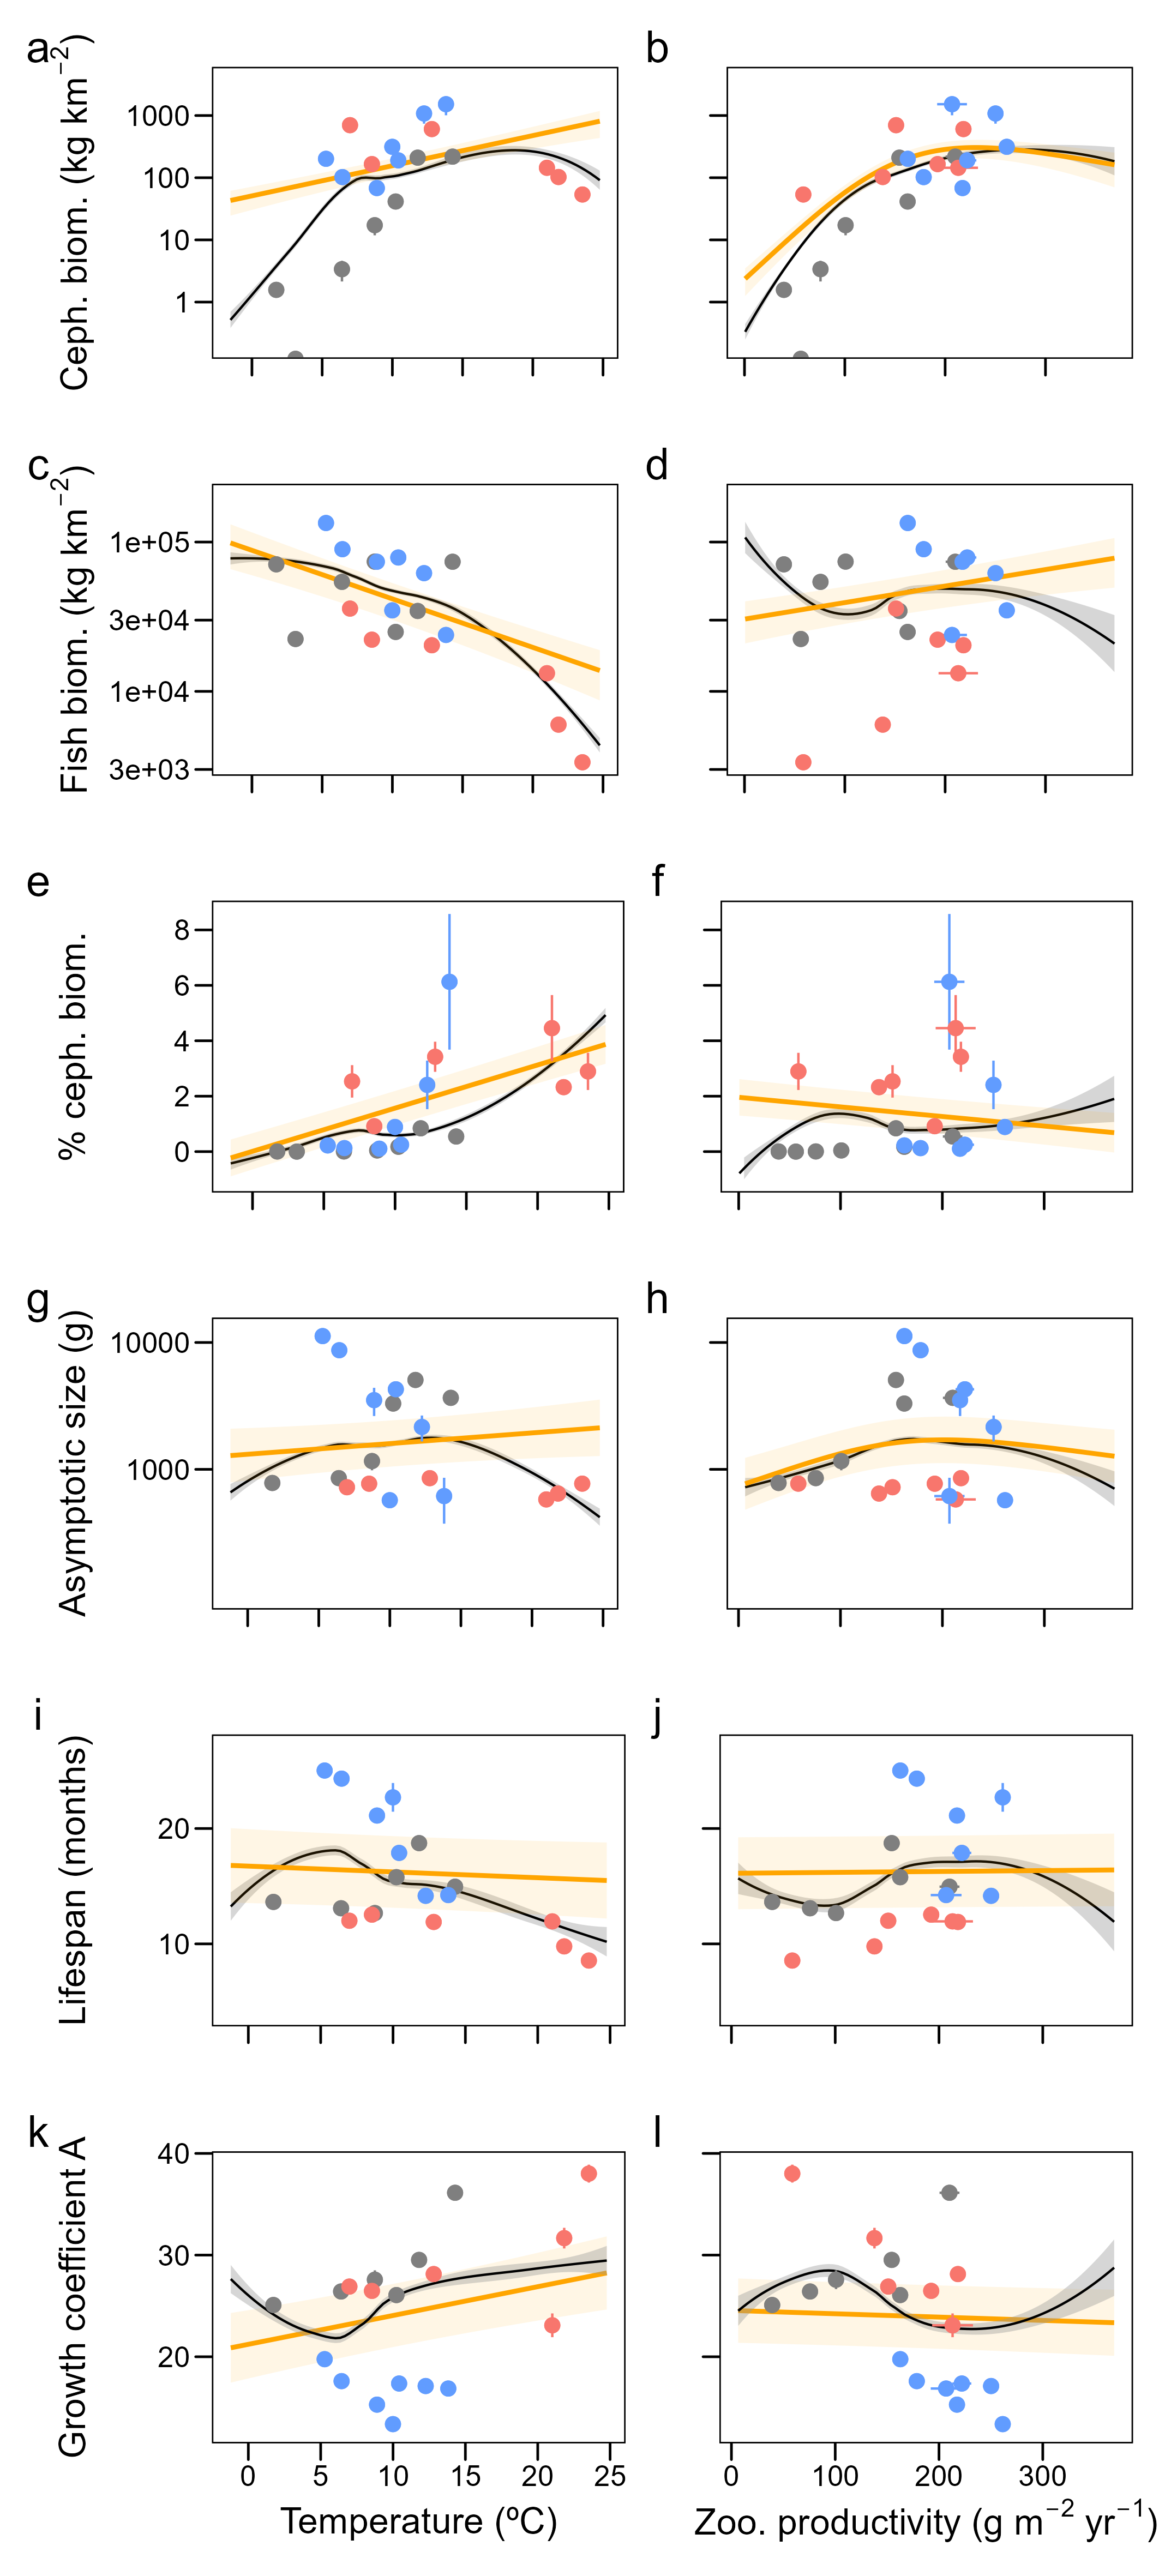 a
b
Ceph. biom. (kg km⁻²)
1000
100
10
1
c
d
Fish biom. (kg km⁻²)
1e+05
3e+04
1e+04
3e+03
e
f
% ceph. biom.
8
6
4
2
0
g
h
Asymptotic size (g)
10000
1000
i
j
Lifespan (months)
20
10
k
l
Growth coefficient A
40
30
20
0 5 10 15 20 25
0 100 200 300
Temperature (ºC)
Zoo. productivity (g m⁻² yr⁻¹)